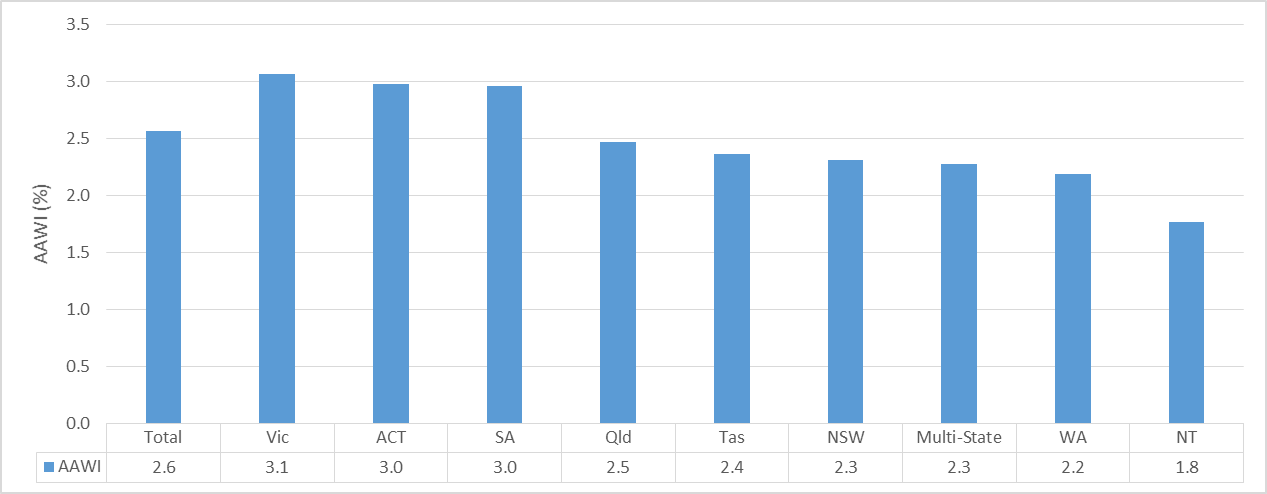 3.5
3.0
2.5
2.0
1.5
1.0
0.5
0.0
AAWI (%)
Total Vic ACT SA Qld Tas NSW Multi-State WA NT
AAWI 2.6 3.1 3.0 3.0 2.5 2.4 2.3 2.3 2.2 1.8